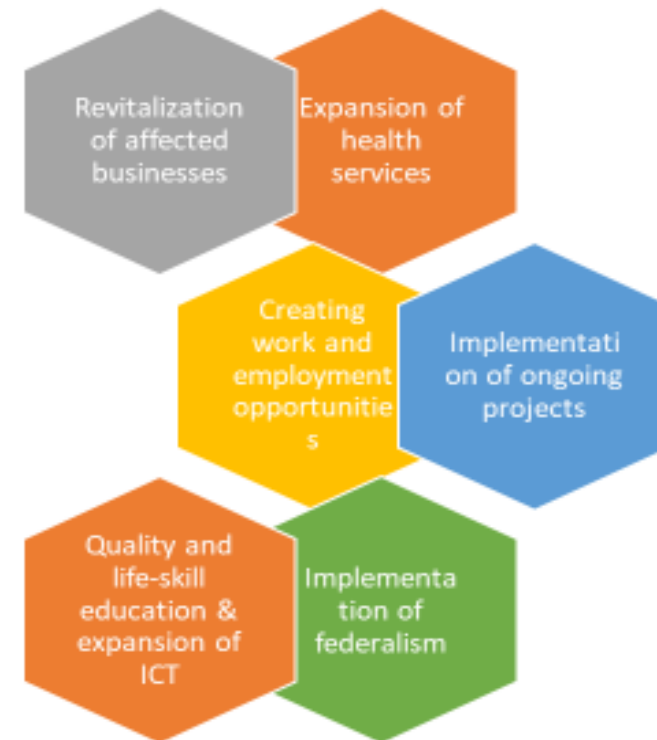 Revitalization
of affected
businesses
Expansion of
health
services
Creating
work and
employment
opportunitie
s
Implementati
on of ongoing
projects
Quality and
life-skill
education &
expansion of
ICT
Implementa
tion of
federalism